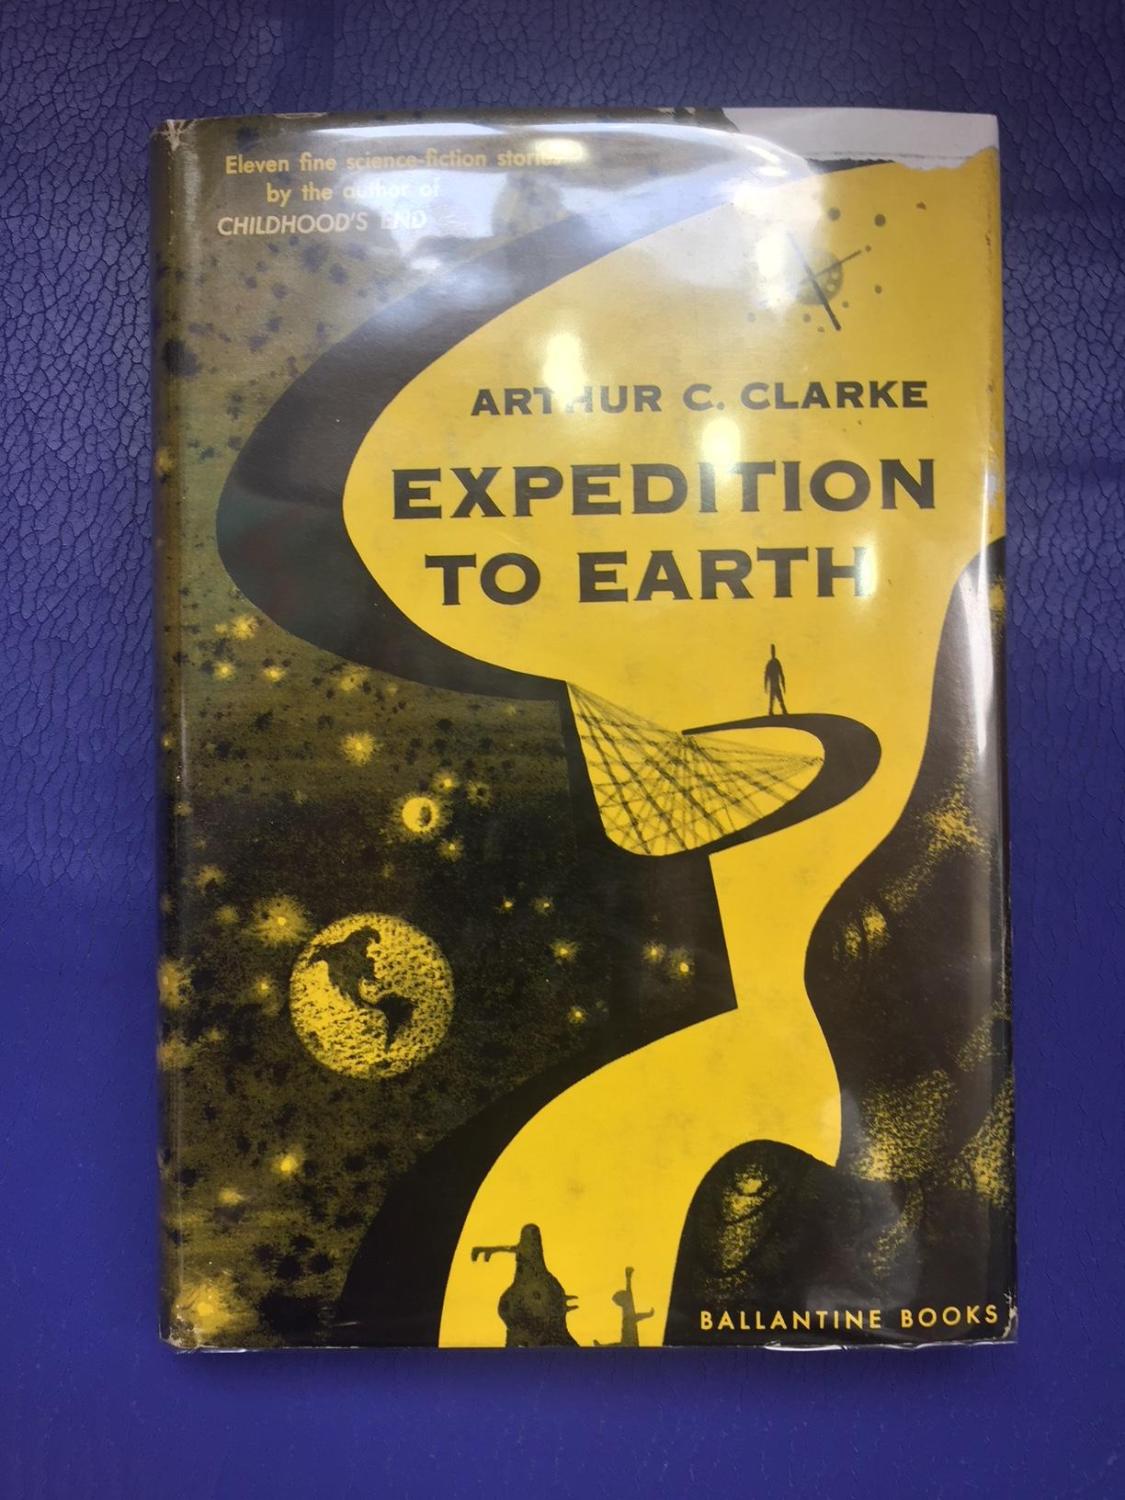 Eleven fine science-fiction stories
by the author of
CHILDHOOD'S END
ARTHUR C. CLARKE
EXPEDITION
TO EARTH
BALLANTINE BOOKS